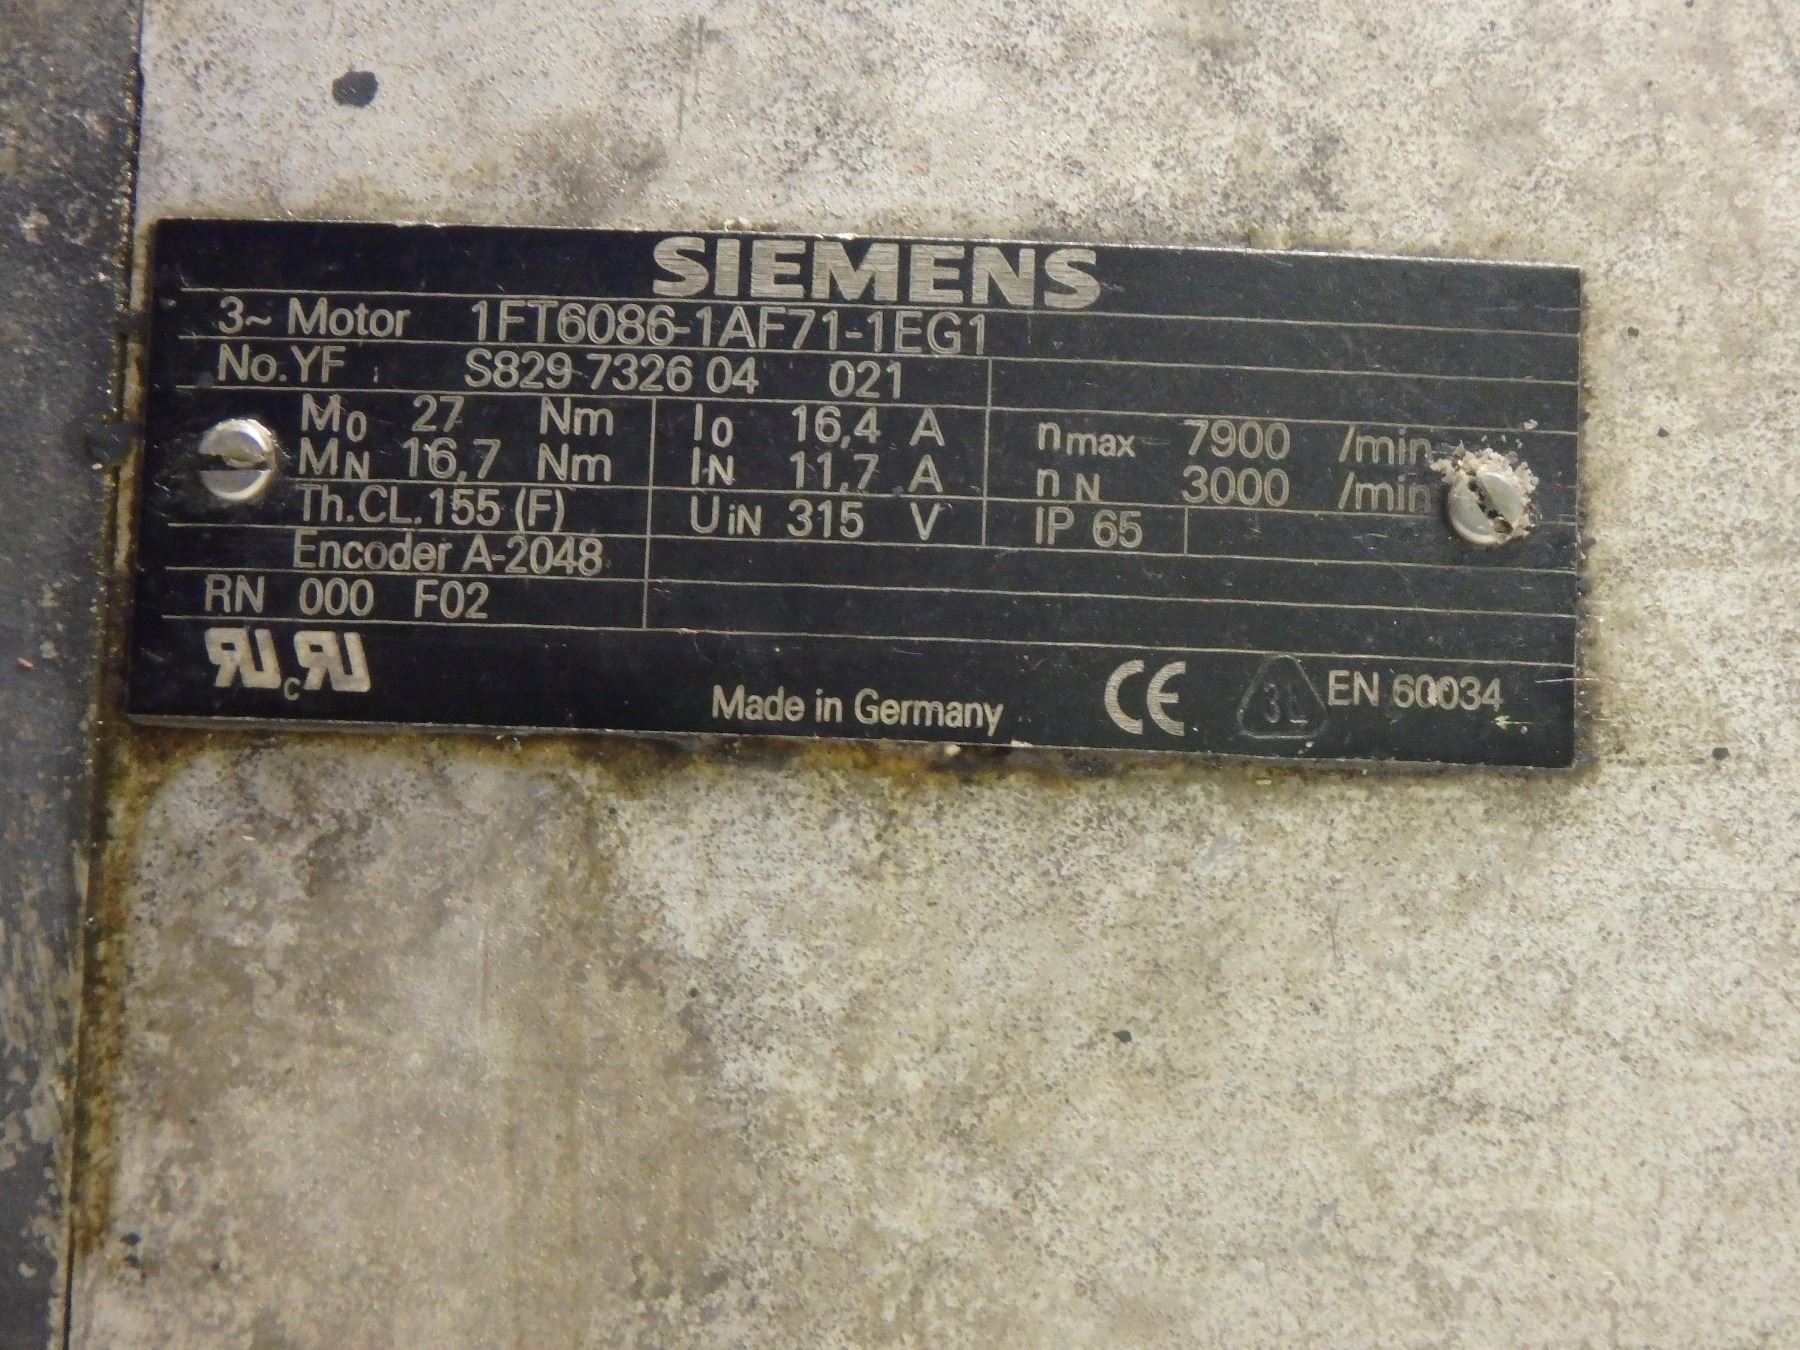 SIEMENS
3~ Motor 1FT6086-1AF71-1EG1
No.YF S829 7326 04 021
M0 27 Nm I0 16,4 A nmax 7900 /min
MN 16,7 Nm IN 11,7 A nN 3000 /min
Th.CL.155 (F) UiN 315 V IP 65
Encoder A-2048
RN 000 F02
RU cRU Made in Germany CE 3L EN 60034